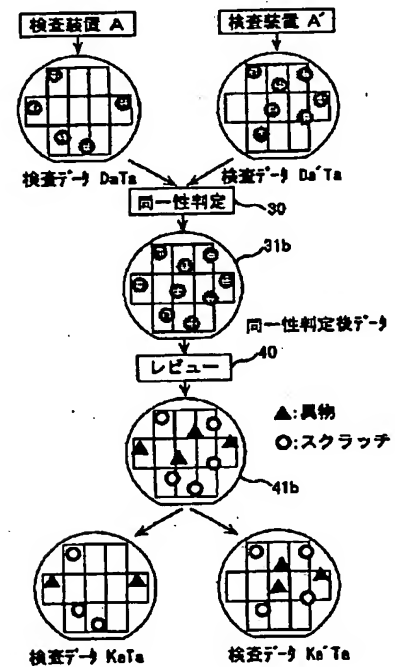 検査装置 A
検査装置 A′
検査データ DaTa
検査データ Da′Ta
同一性判定
30
31b
同一性判定後データ
レビュー
40
▲:異物
○:スクラッチ
41b
検査データ KaTa
検査データ Ka′Ta